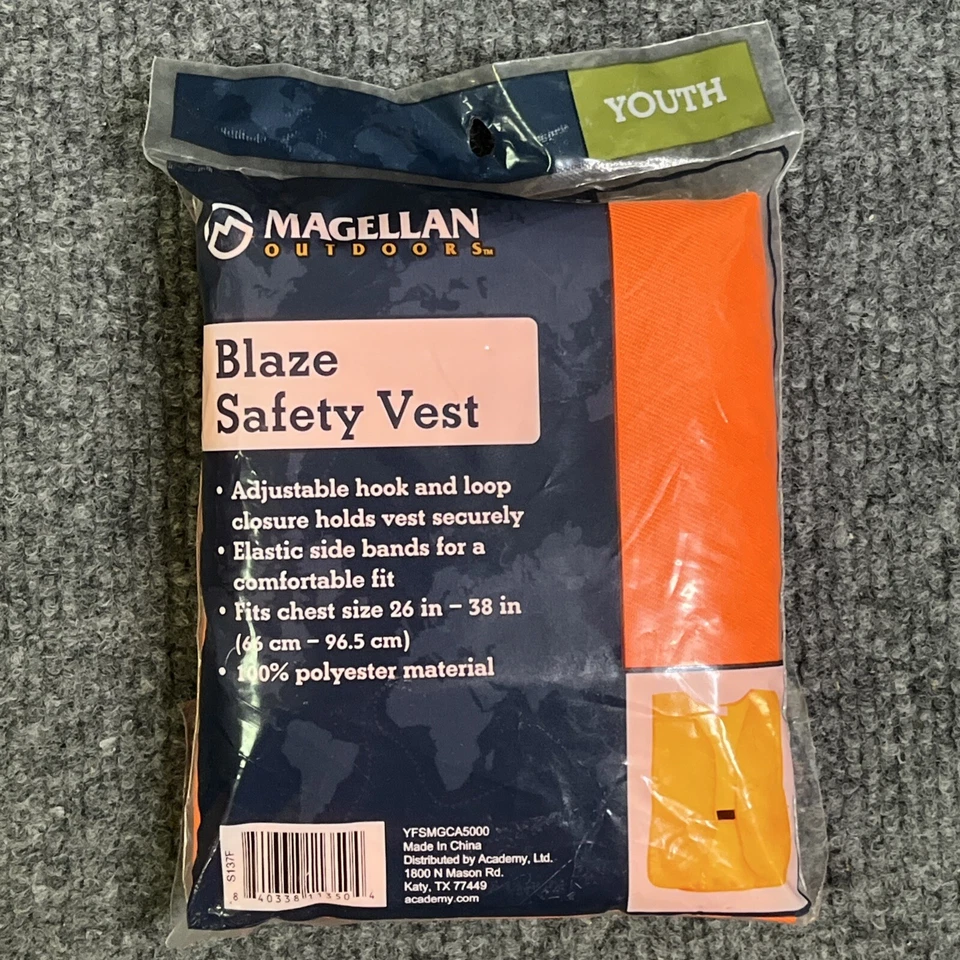 YOUTH
MAGELLAN
OUTDOORS™
Blaze
Safety Vest
• Adjustable hook and loop
closure holds vest securely
• Elastic side bands for a
comfortable fit
• Fits chest size 26 in – 38 in
(66 cm – 96.5 cm)
• 100% polyester material
S137F
YFSMGCA5000
Made In China
Distributed by Academy, Ltd.
1800 N Mason Rd.
Katy, TX 77449
academy.com